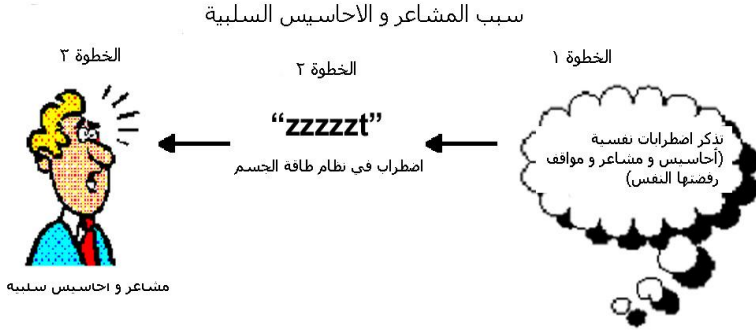 سبب المشاعر و الاحاسيس السلبية
الخطوة ١
تذكر اضطرابات نفسية
(أحاسيس و مشاعر و مواقف
رفضتها النفس)
الخطوة ٢
“zzzzzt”
اضطراب في نظام طاقة الجسم
الخطوة ٣
مشاعر و احاسيس سلبية